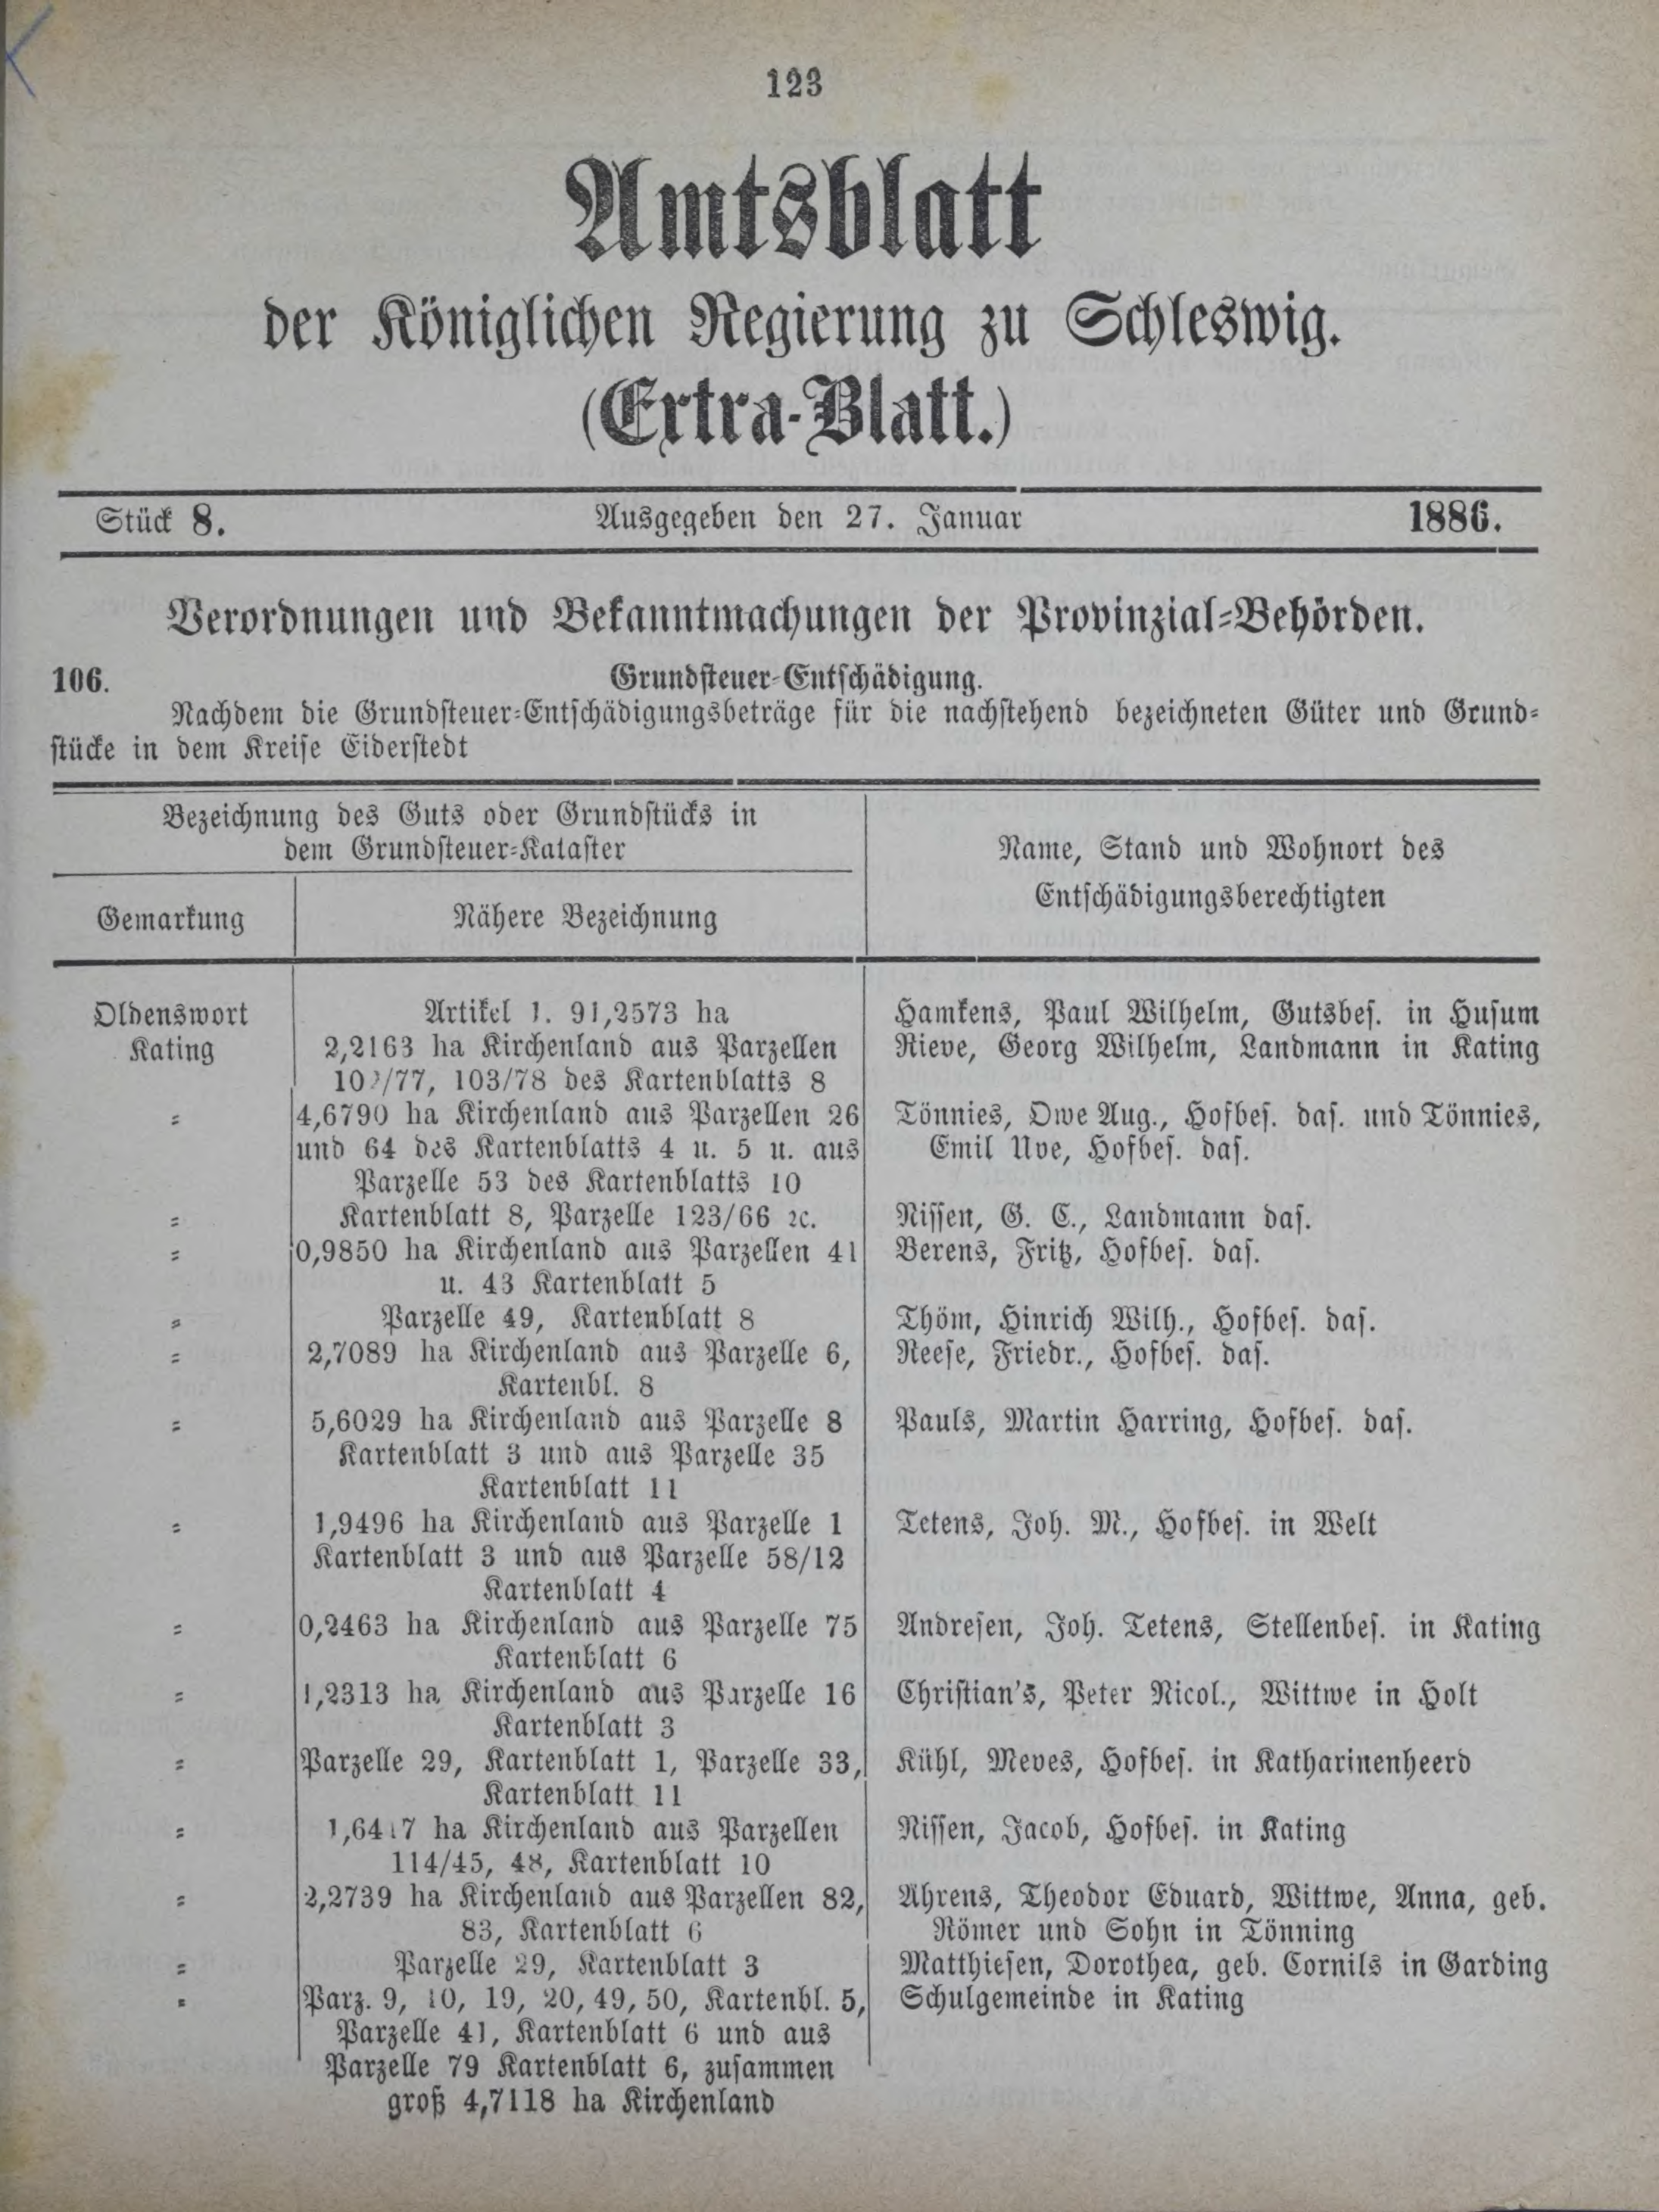 123
Amtsblatt
der Königlichen Regierung zu Schleswig.
(Extra-Blatt.)
Stück 8. Ausgegeben den 27. Januar 1886.
Verordnungen und Bekanntmachungen der Provinzial-Behörden.
106. Grundsteuer-Entschädigung.
Nachdem die Grundsteuer-Entschädigungsbeträge für die nachstehend bezeichneten Güter und Grund-
stücke in dem Kreise Eiderstedt
Bezeichnung des Guts oder Grundstücks in
dem Grundsteuer-Kataster
Name, Stand und Wohnort des
Entschädigungsberechtigten
Gemarkung Nähere Bezeichnung
Oldenswort Artikel 1. 91,2573 ha Hamkens, Paul Wilhelm, Gutsbes. in Husum
Kating 2,2163 ha Kirchenland aus Parzellen Rieve, Georg Wilhelm, Landmann in Kating
103/78 des Kartenblatts 8
= 4,6790 ha Kirchenland aus Parzellen 26 Tönnies, Owe Aug., Hofbes. das. und Tönnies,
und 64 des Kartenblatts 4 u. 5 u. aus Emil Uve, Hofbes. das.
Parzelle 53 des Kartenblatts 10
= Kartenblatt 8, Parzelle 123/66 ꝛc. Nissen, G. C., Landmann das.
= 0,9850 ha Kirchenland aus Parzellen 41 Berens, Fritz, Hofbes. das.
u. 43 Kartenblatt 5
= Parzelle 49, Kartenblatt 8 Thöm, Hinrich Wilh., Hofbes. das.
= 2,7089 ha Kirchenland aus Parzelle 6, Reese, Friedr., Hofbes. das.
Kartenbl. 8
= 5,6029 ha Kirchenland aus Parzelle 8 Pauls, Martin Harring, Hofbes. das.
Kartenblatt 3 und aus Parzelle 35
Kartenblatt 11
= 1,9496 ha Kirchenland aus Parzelle 1 Tetens, Joh. M., Hofbes. in Welt
Kartenblatt 3 und aus Parzelle 58/12
Kartenblatt 4
= 0,2463 ha Kirchenland aus Parzelle 75 Andresen, Joh. Tetens, Stellenbes. in Kating
Kartenblatt 6
= 1,2313 ha Kirchenland aus Parzelle 16 Christian's, Peter Nicol., Wittwe in Holt
Kartenblatt 3
= Parzelle 29, Kartenblatt 1, Parzelle 33, Kühl, Meves, Hofbes. in Katharinenheerd
Kartenblatt 11
= ha Kirchenland aus Parzellen Nissen, Jacob, Hofbes. in Kating
114/45, 48, Kartenblatt 10
= 2,2739 ha Kirchenland aus Parzellen 82, Ahrens, Theodor Eduard, Wittwe, Anna, geb.
83, Kartenblatt 6 Römer und Sohn in Tönning
= Parzelle 29, Kartenblatt 3 Matthiesen, Dorothea, geb. Cornils in Garding
= Parz. 9, 10, 19, 20, 49, 50, Kartenbl. 5, Schulgemeinde in Kating
Parzelle 41, Kartenblatt 6 und aus
Parzelle 79 Kartenblatt 6, zusammen
groß 4,7118 ha Kirchenland